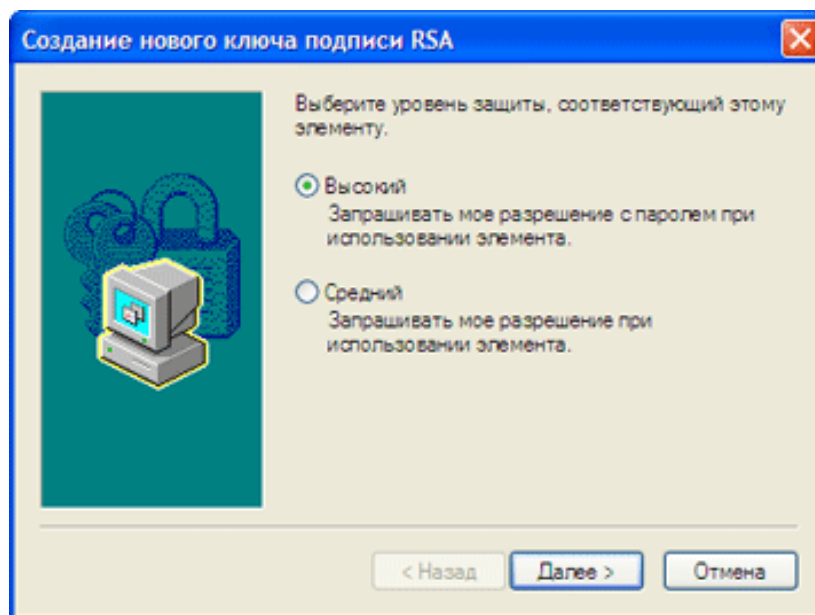 Создание нового ключа подписи RSA
Выберите уровень защиты, соответствующий этому
элементу.
Высокий
Запрашивать мое разрешение с паролем при
использовании элемента.
Средний
Запрашивать мое разрешение при
использовании элемента.
< Назад
Далее >
Отмена